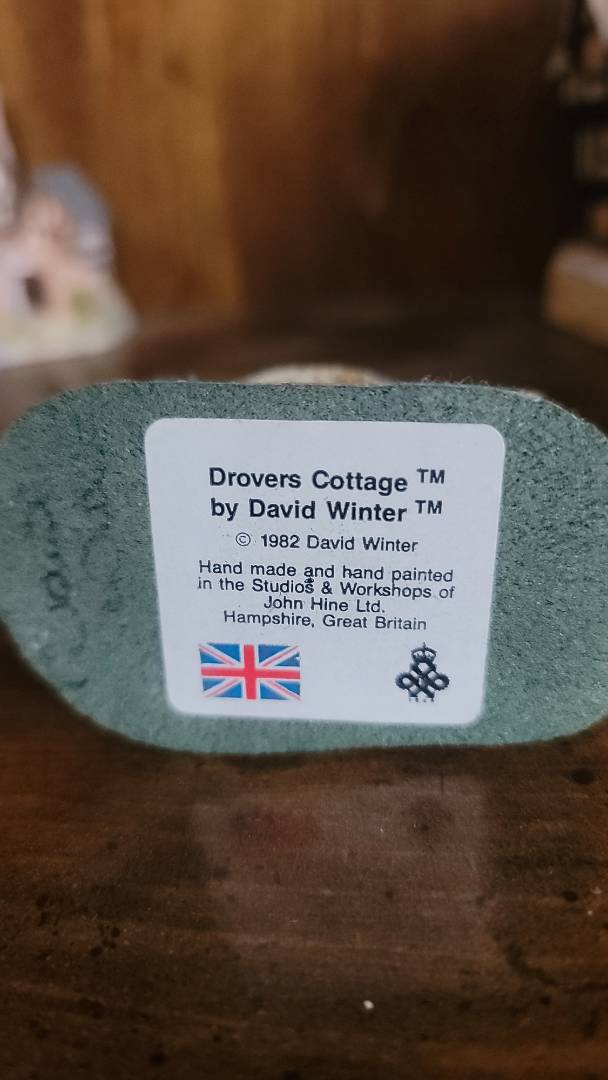 Drovers Cottage ™
by David Winter ™
© 1982 David Winter
Hand made and hand painted
in the Studios & Workshops of
John Hine Ltd.
Hampshire, Great Britain